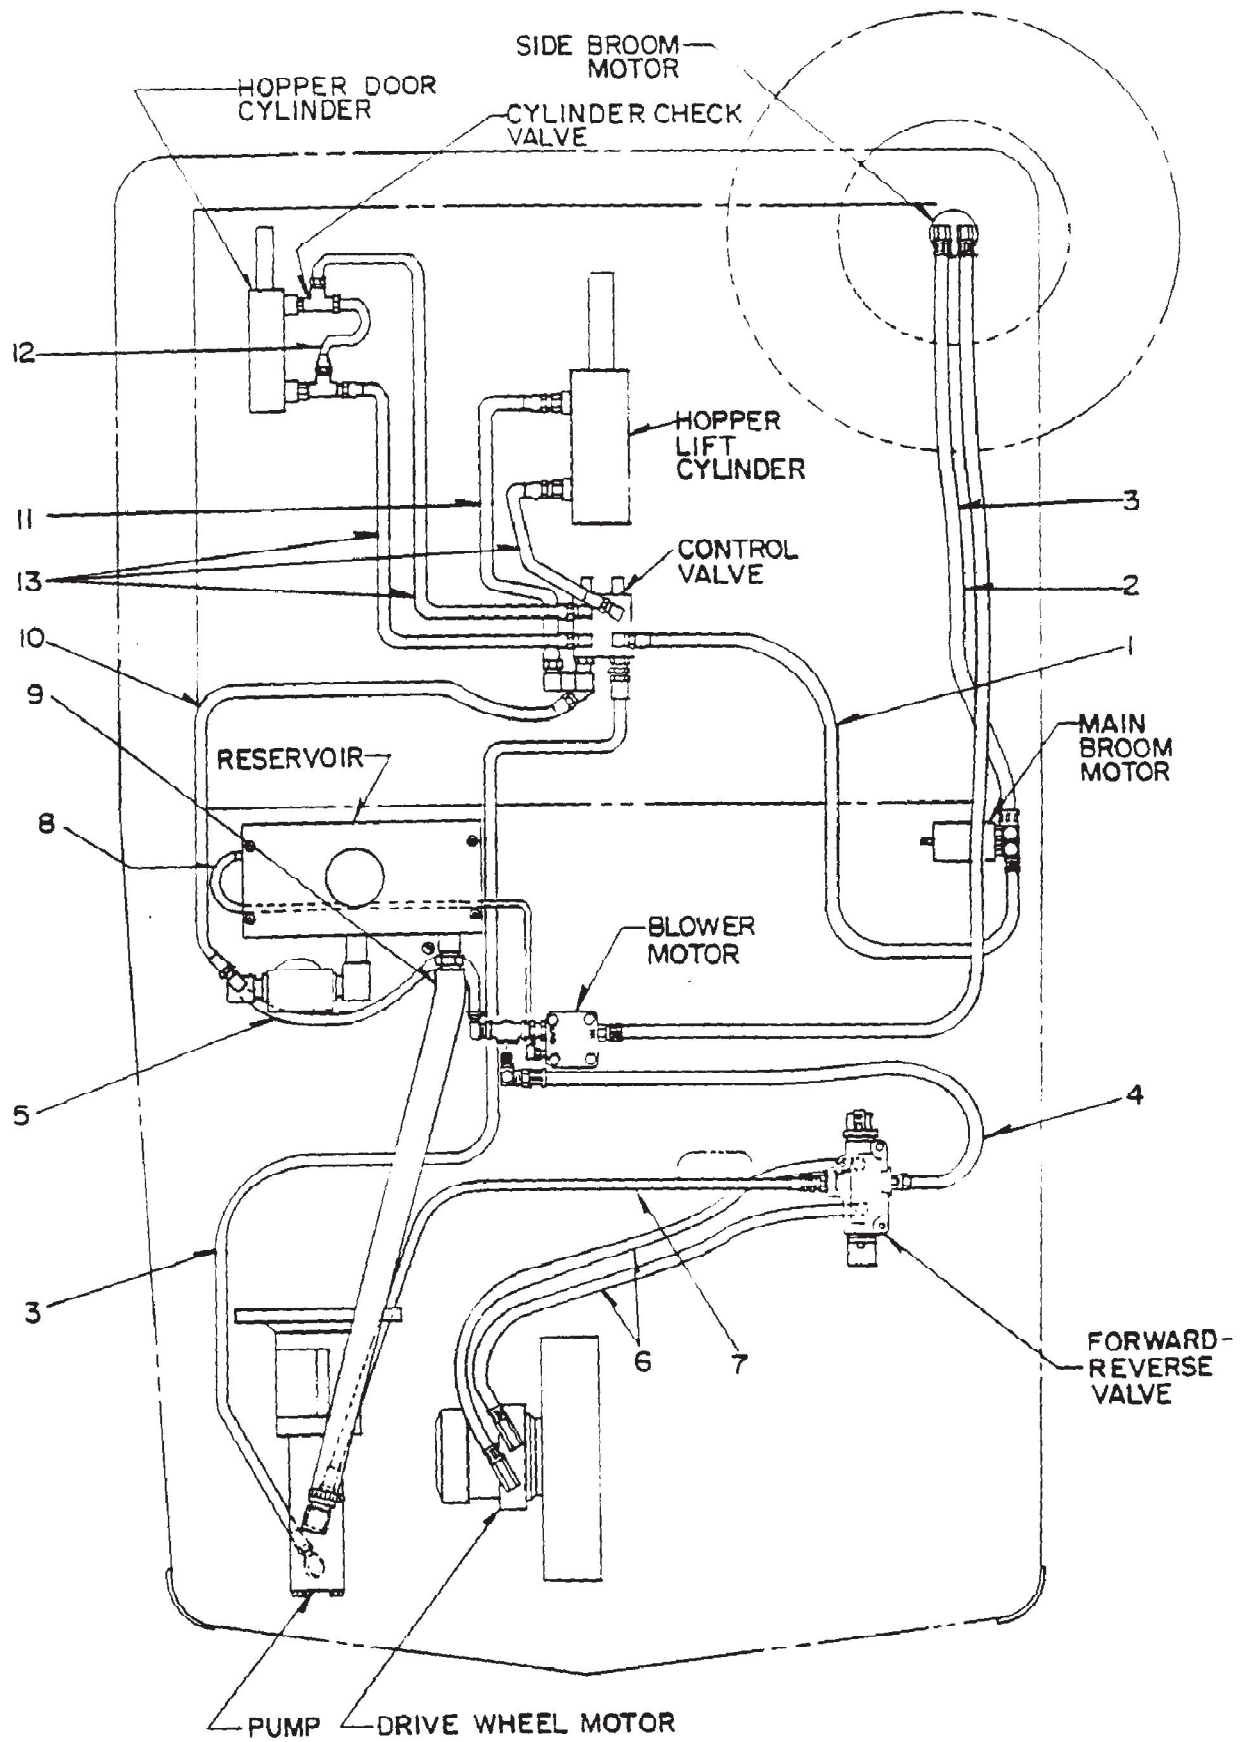 SIDE BROOM
MOTOR
HOPPER DOOR
CYLINDER
CYLINDER CHECK
VALVE
12
HOPPER
LIFT
CYLINDER
3
11
CONTROL
VALVE
13
2
10
1
9
MAIN
BROOM
MOTOR
RESERVOIR
8
BLOWER
MOTOR
5
4
3
6
7
FORWARD-
REVERSE
VALVE
PUMP
DRIVE WHEEL MOTOR